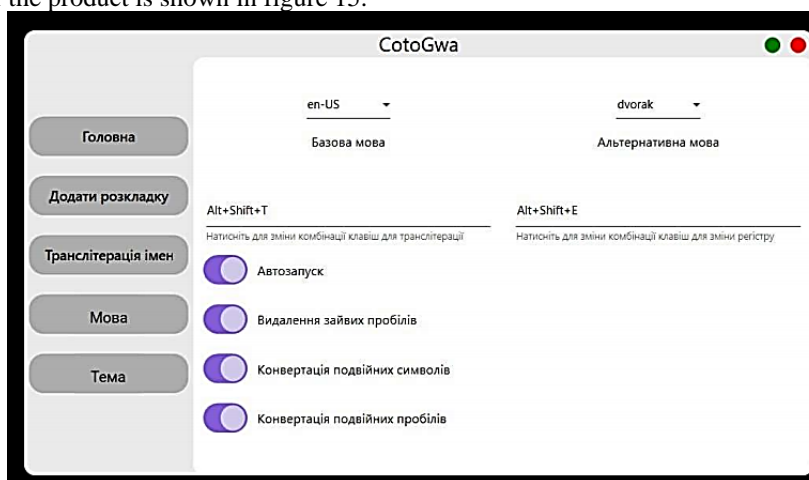 the product is shown in figure 15.
CotoGwa
Головна
Додати розкладку
Транслітерація імен
Мова
Тема
en-US
Базова мова
dvorak
Альтернативна мова
Alt+Shift+T
Натисніть для зміни комбінації клавіш для транслітерації
Alt+Shift+E
Натисніть для зміни комбінації клавіш для зміни регістру
Автозапуск
Видалення зайвих пробілів
Конвертація подвійних символів
Конвертація подвійних пробілів